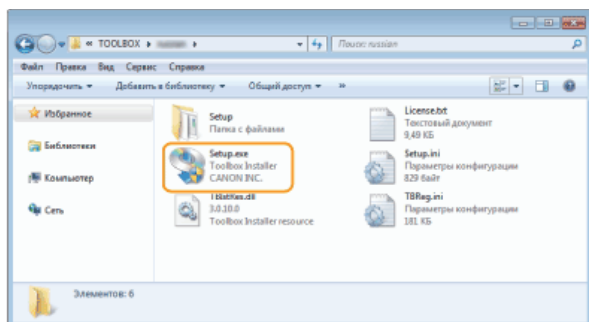 TOOLBOX
Поиск: russian
Файл Правка Вид Сервис Справка
Упорядочить Добавить в библиотеку Общий доступ »
Избранное
Библиотеки
Компьютер
Сеть
Setup
Папка с файлами
License.txt
Текстовый документ
9,49 КБ
Setup.exe
Toolbox Installer
CANON INC.
Setup.ini
Параметры конфигурации
829 байт
3.0.10.0
Toolbox Installer resource
TBReg.ini
Параметры конфигурации
181 КБ
Элементов: 6